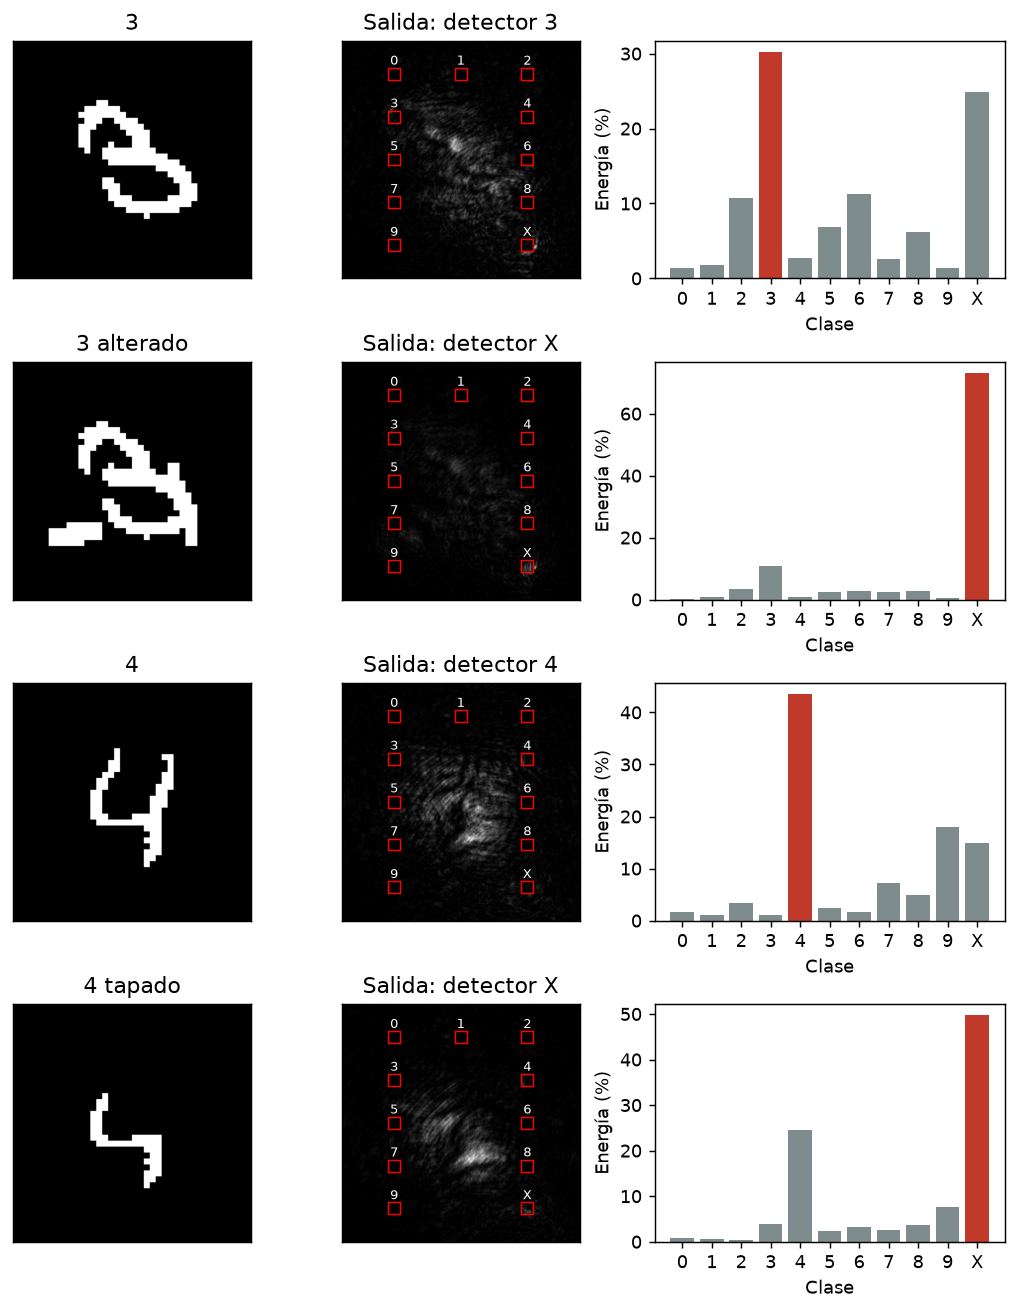 3
Salida: detector 3
0 1 2
3 4
5 6
7 8
9 X
Energía (%)
30
20
10
0
0 1 2 3 4 5 6 7 8 9 X
Clase
3 alterado
Salida: detector X
0 1 2
3 4
5 6
7 8
9 X
Energía (%)
60
40
20
0
0 1 2 3 4 5 6 7 8 9 X
Clase
4
Salida: detector 4
0 1 2
3 4
5 6
7 8
9 X
Energía (%)
40
30
20
10
0
0 1 2 3 4 5 6 7 8 9 X
Clase
4 tapado
Salida: detector X
0 1 2
3 4
5 6
7 8
9 X
Energía (%)
50
40
30
20
10
0
0 1 2 3 4 5 6 7 8 9 X
Clase